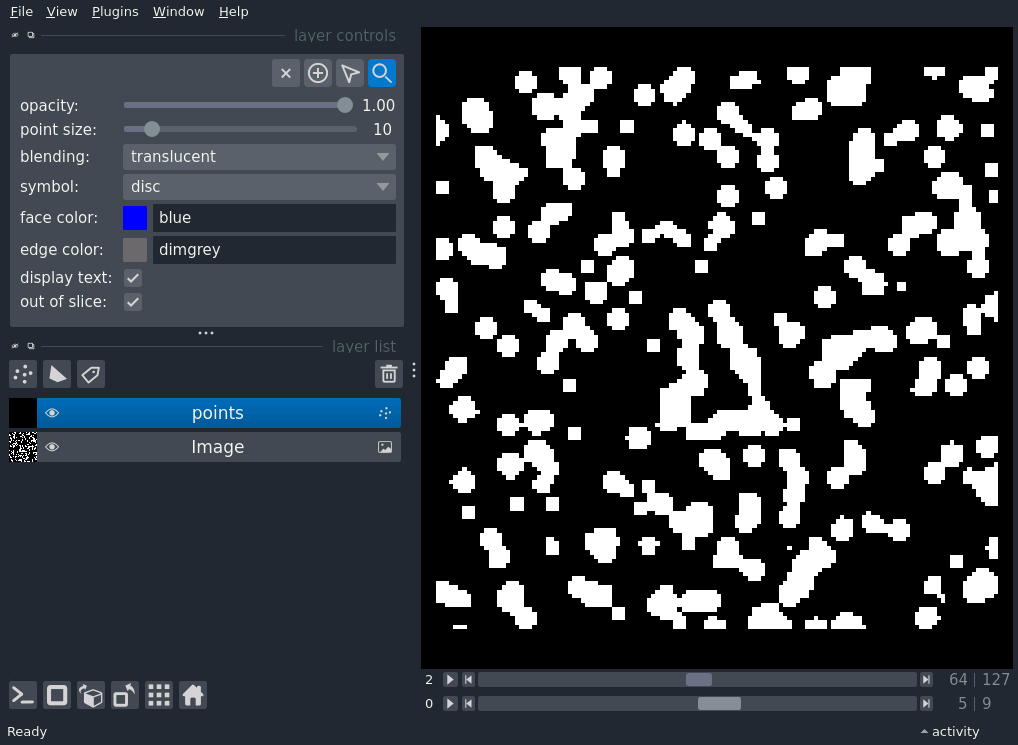 File View Plugins Window Help
layer controls
opacity: 1.00
point size: 10
blending: translucent
symbol: disc
face color: blue
edge color: dimgrey
display text:
out of slice:
layer list
points
Image
2 64 | 127
0 5 | 9
Ready activity